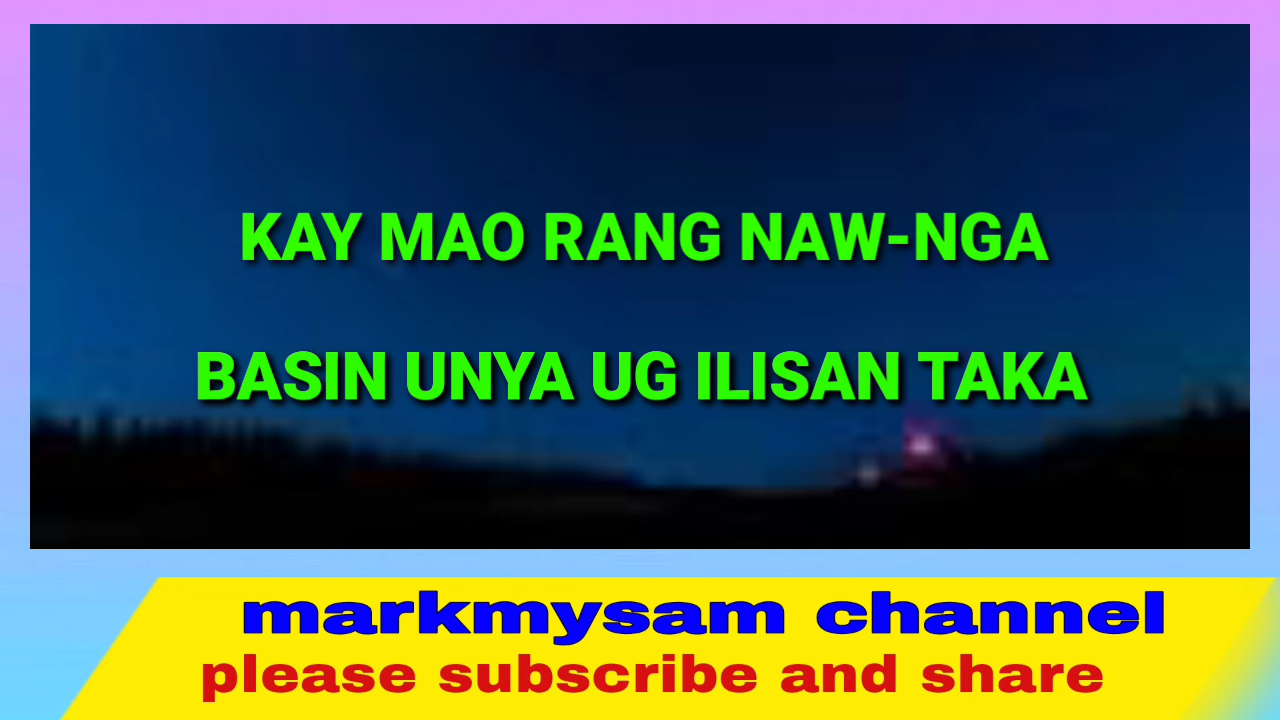 KAY MAO RANG NAW-NGA
BASIN UNYA UG ILISAN TAKA
markmysam channel
please subscribe and share